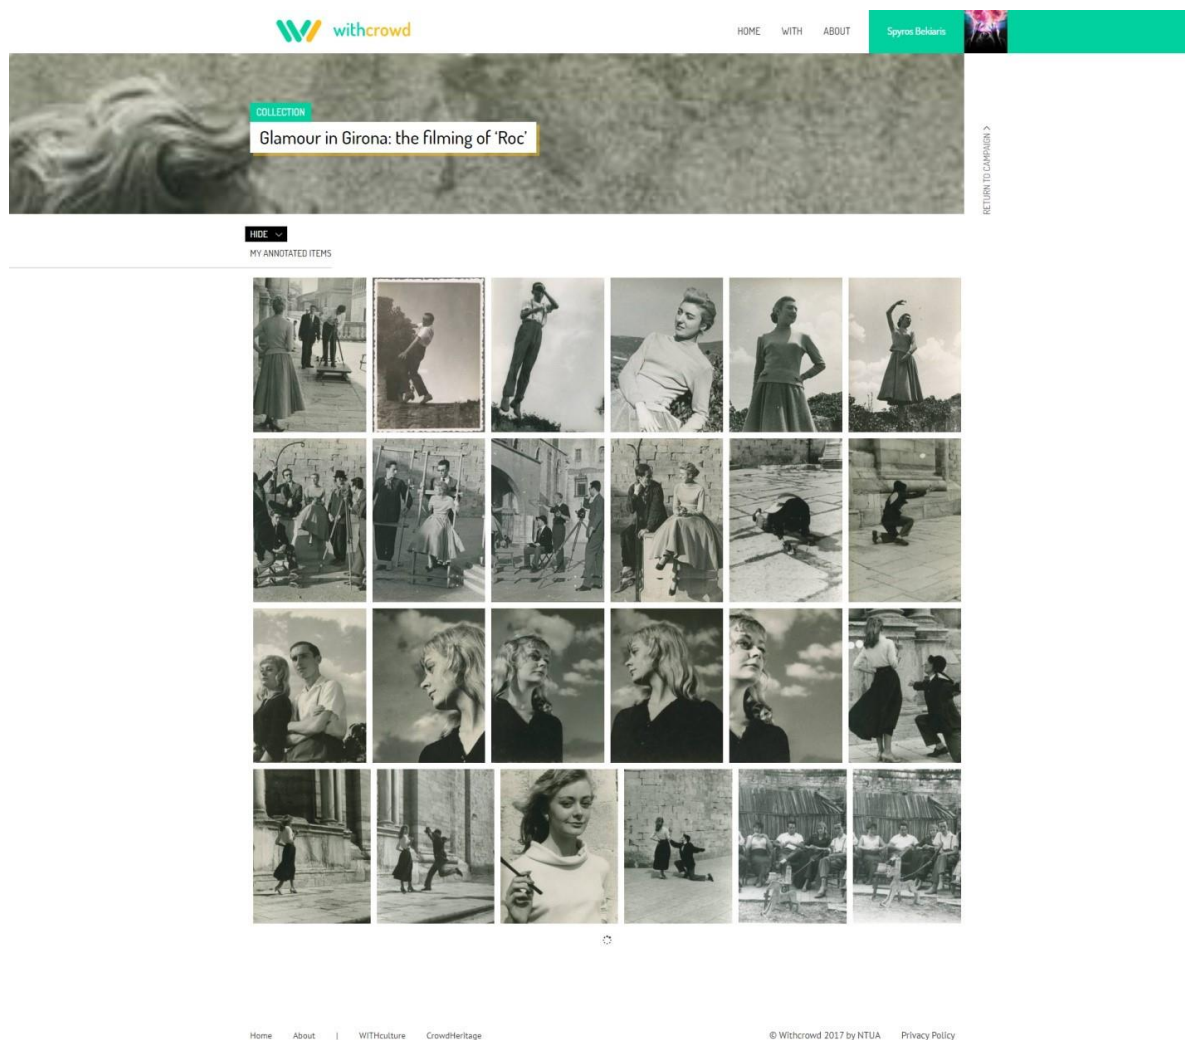 withcrowd
HOME WITH ABOUT Spyros Bekiaris
COLLECTION
Glamour in Girona: the filming of ‘Roc’
RETURN TO CAMPAIGN >
HIDE
MY ANNOTATED ITEMS
Home About | WITHculture CrowdHeritage
© Withcrowd 2017 by NTUA Privacy Policy